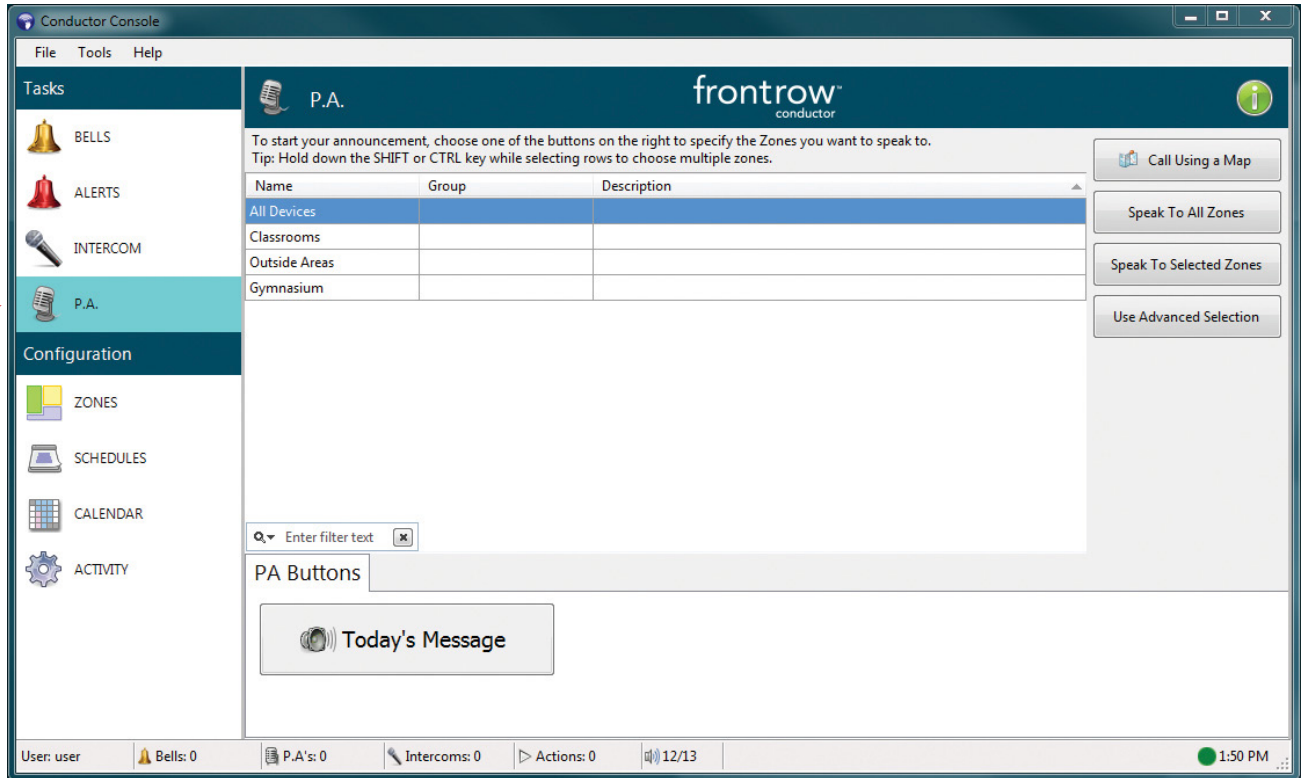 Conductor Console
File Tools Help
Tasks
BELLS
ALERTS
INTERCOM
P.A.
Configuration
ZONES
SCHEDULES
CALENDAR
ACTIVITY
P.A.
frontrow™
conductor
To start your announcement, choose one of the buttons on the right to specify the Zones you want to speak to.
Tip: Hold down the SHIFT or CTRL key while selecting rows to choose multiple zones.
Name Group Description
All Devices
Classrooms
Outside Areas
Gymnasium
Enter filter text
Call Using a Map
Speak To All Zones
Speak To Selected Zones
Use Advanced Selection
PA Buttons
Today's Message
User: user Bells: 0 P.A's: 0 Intercoms: 0 Actions: 0 12/13 1:50 PM